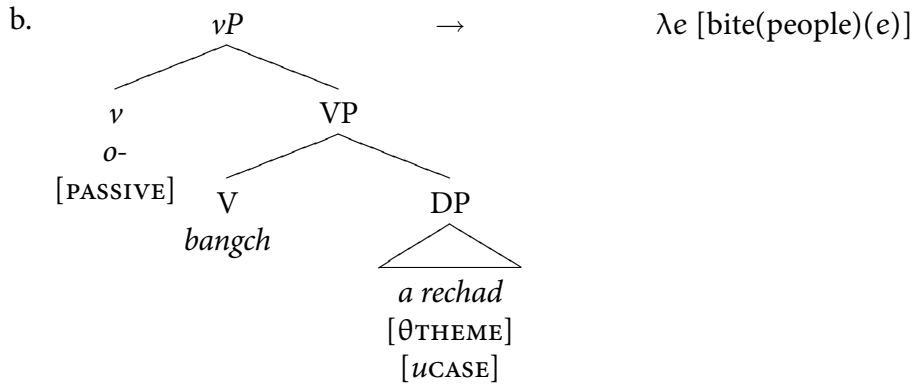 b. vP → λe [bite(people)(e)]
v VP
o-
[PASSIVE] V DP
bangch
a rechad
[θTHEME]
[uCASE]